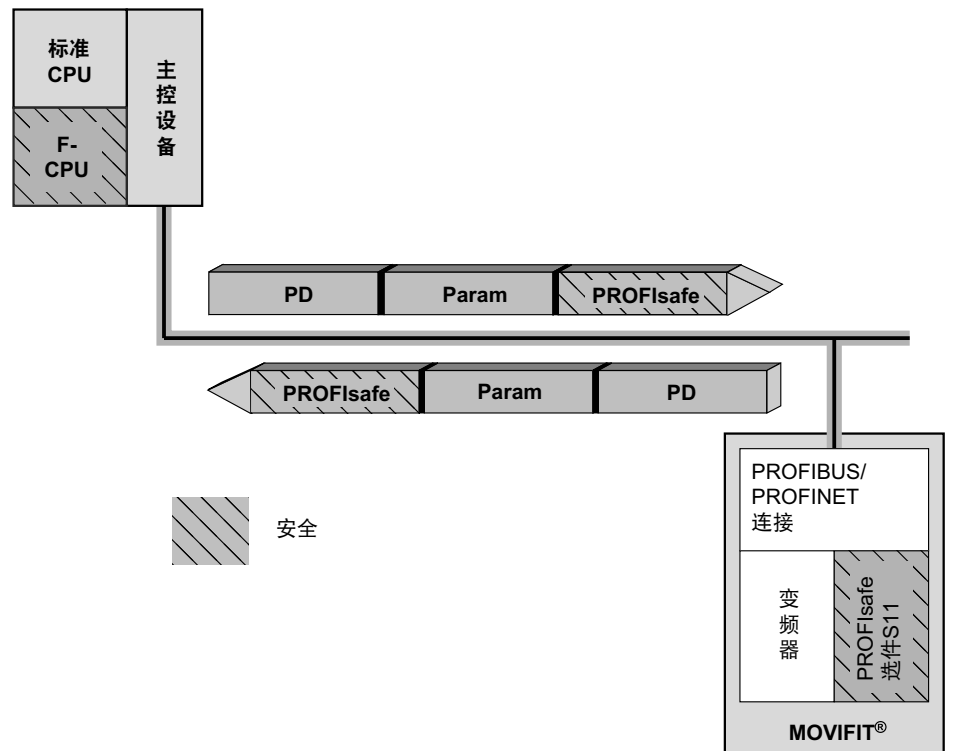 标准
CPU
F-
CPU
主
控
设
备
PD
Param
PROFIsafe
PROFIsafe
Param
PD
安全
PROFIBUS/
PROFINET
连接
变
频
器
PROFIsafe
选件S11
MOVIFIT®